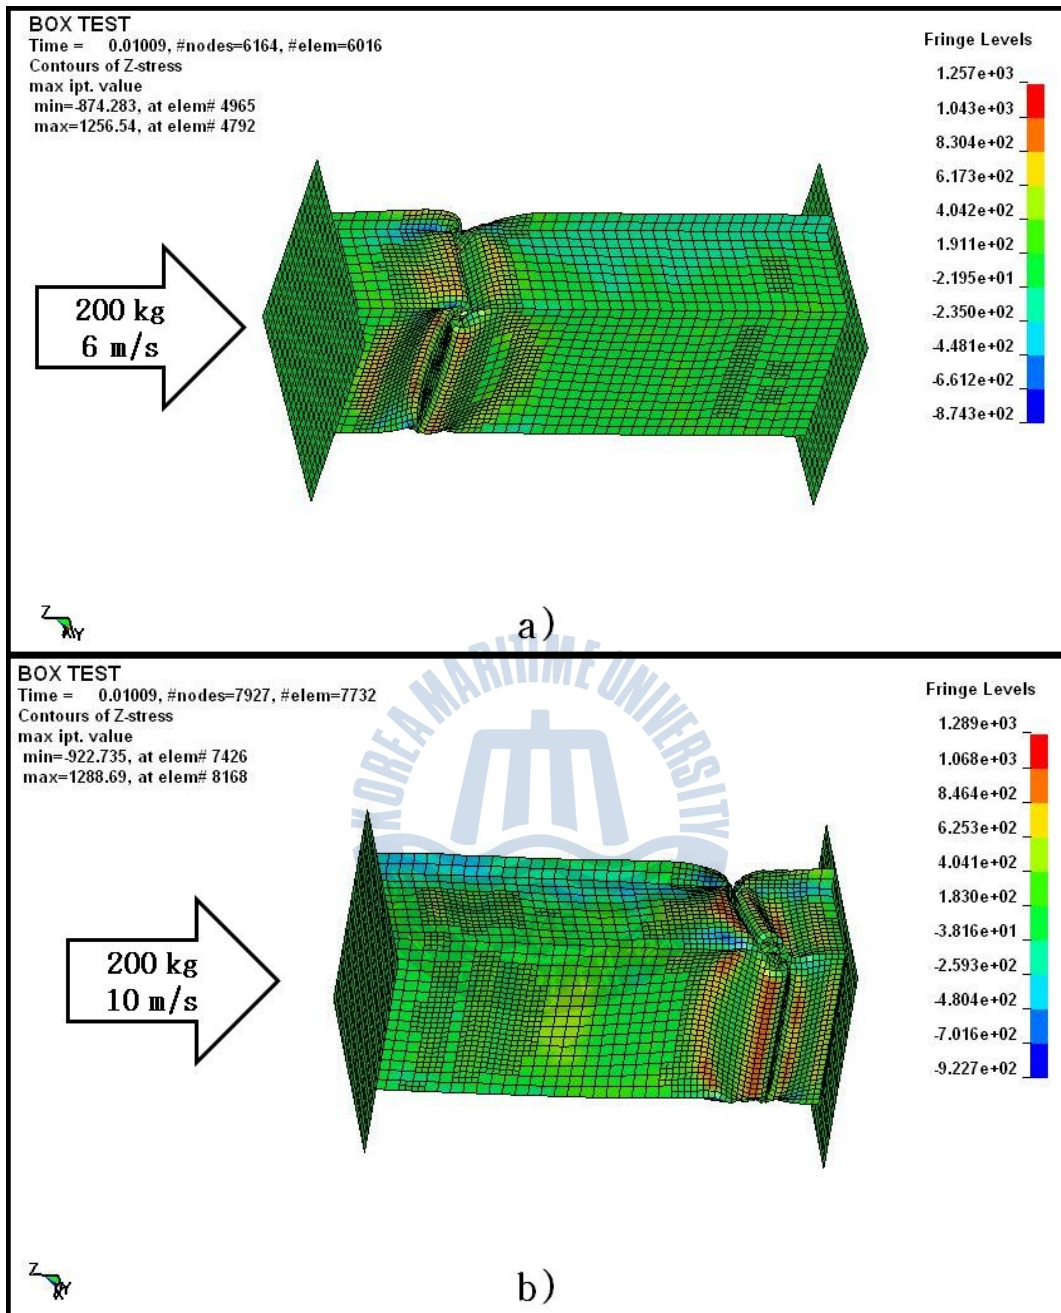 BOX TEST
Time = 0.01009, #nodes=6164, #elem=6016
Contours of Z-stress
max ipt. value
min=-874.283, at elem# 4965
max=1256.54, at elem# 4792
Fringe Levels
1.257e+03
1.043e+03
8.304e+02
6.173e+02
4.042e+02
1.911e+02
-2.195e+01
-2.350e+02
-4.481e+02
-6.612e+02
-8.743e+02
200 kg
6 m/s
Z
X
Y
a)
BOX TEST
Time = 0.01009, #nodes=7927, #elem=7732
Contours of Z-stress
max ipt. value
min=-922.735, at elem# 7426
max=1288.69, at elem# 8168
Fringe Levels
1.289e+03
1.068e+03
8.464e+02
6.253e+02
4.041e+02
1.830e+02
-3.816e+01
-2.593e+02
-4.804e+02
-7.016e+02
-9.227e+02
KOREA MARITIME UNIVERSITY
200 kg
10 m/s
Z
X
Y
b)